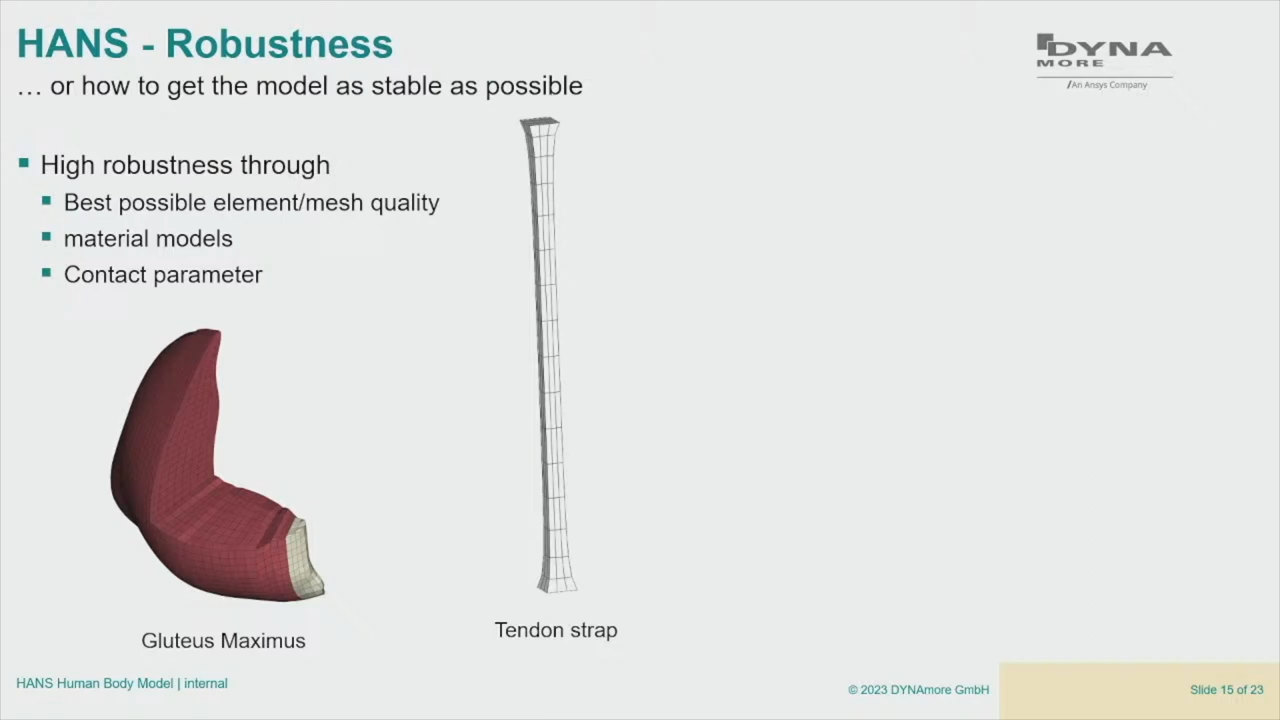 HANS - Robustness
… or how to get the model as stable as possible
DYNA
MORE
/An Ansys Company
▪ High robustness through
▪ Best possible element/mesh quality
▪ material models
▪ Contact parameter
Gluteus Maximus
Tendon strap
HANS Human Body Model | internal
© 2023 DYNAmore GmbH
Slide 15 of 23